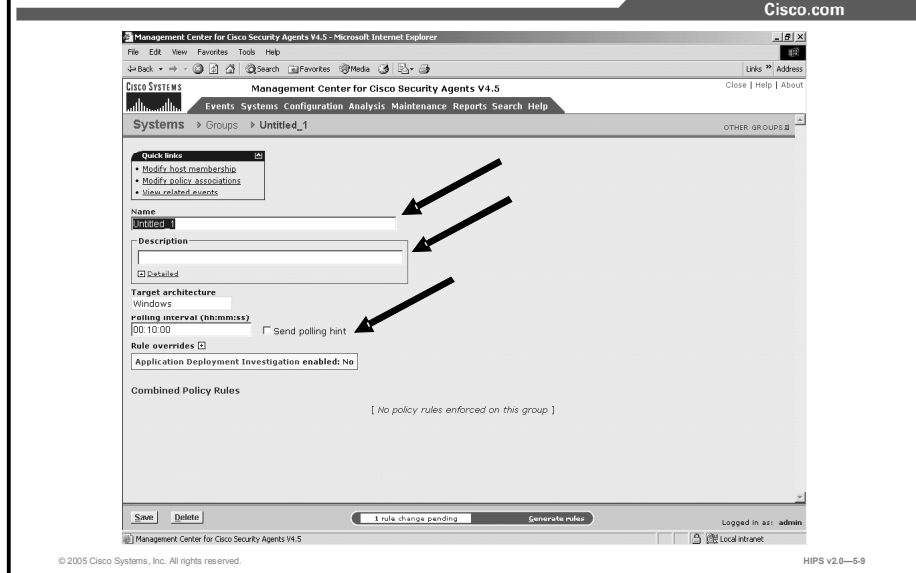 Cisco.com
Management Center for Cisco Security Agents V4.5 - Microsoft Internet Explorer
File Edit View Favorites Tools Help
Back Search Favorites Media Links » Address
CISCO SYSTEMS
Management Center for Cisco Security Agents V4.5
Close | Help | About
Events Systems Configuration Analysis Maintenance Reports Search Help
Systems Groups Untitled_1
OTHER GROUPS
Quick links
• Modify host membership
• Modify policy associations
• View related events
Name
Untitled_1
Description
Detailed
Target architecture
Windows
Polling interval (hh:mm:ss)
00:10:00 Send polling hint
Rule overrides
Application Deployment Investigation enabled: No
Combined Policy Rules
[ No policy rules enforced on this group ]
Save Delete 1 rule change pending Generate rules
Logged in as: admin
Management Center for Cisco Security Agents V4.5 Local intranet
© 2005 Cisco Systems, Inc. All rights reserved. HIPS v2.0—5-9